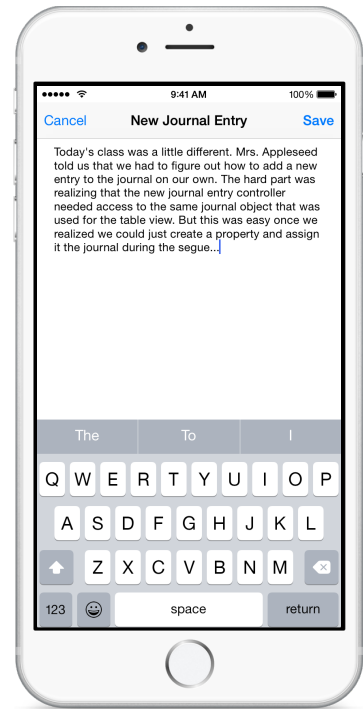 9:41 AM 100%
Cancel New Journal Entry Save
Today's class was a little different. Mrs. Appleseed
told us that we had to figure out how to add a new
entry to the journal on our own. The hard part was
realizing that the new journal entry controller
needed access to the same journal object that was
used for the table view. But this was easy once we
realized we could just create a property and assign
it the journal during the segue...
The To I
Q W E R T Y U I O P
A S D F G H J K L
Z X C V B N M
123 space return